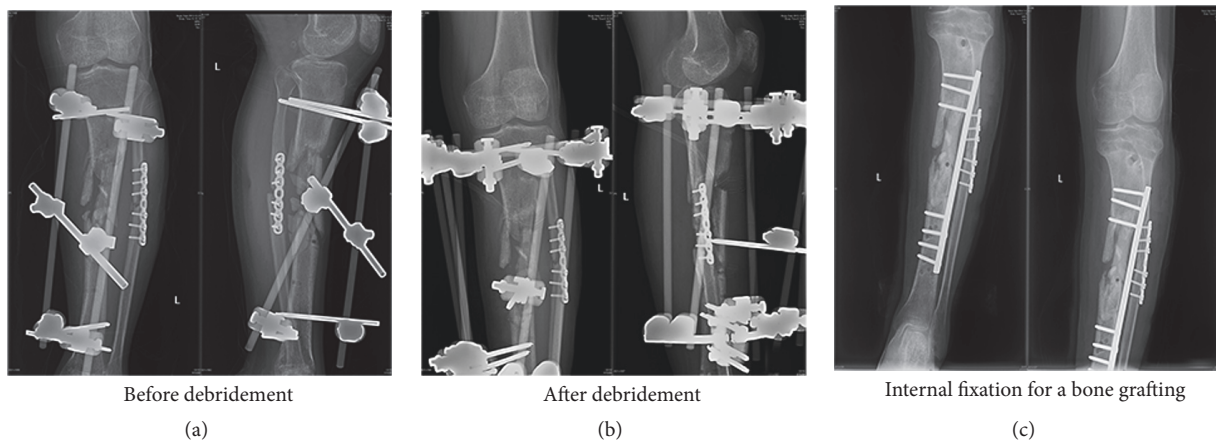 L
L
L
L
L
L
Before debridement
After debridement
Internal fixation for a bone grafting
(a)
(b)
(c)